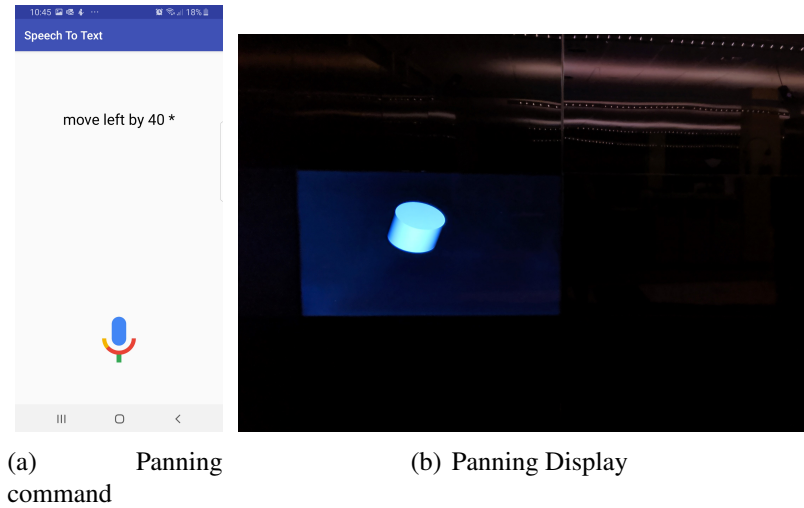 10:45 ... 18%
Speech To Text
move left by 40 *
(a) Panning
command
(b) Panning Display